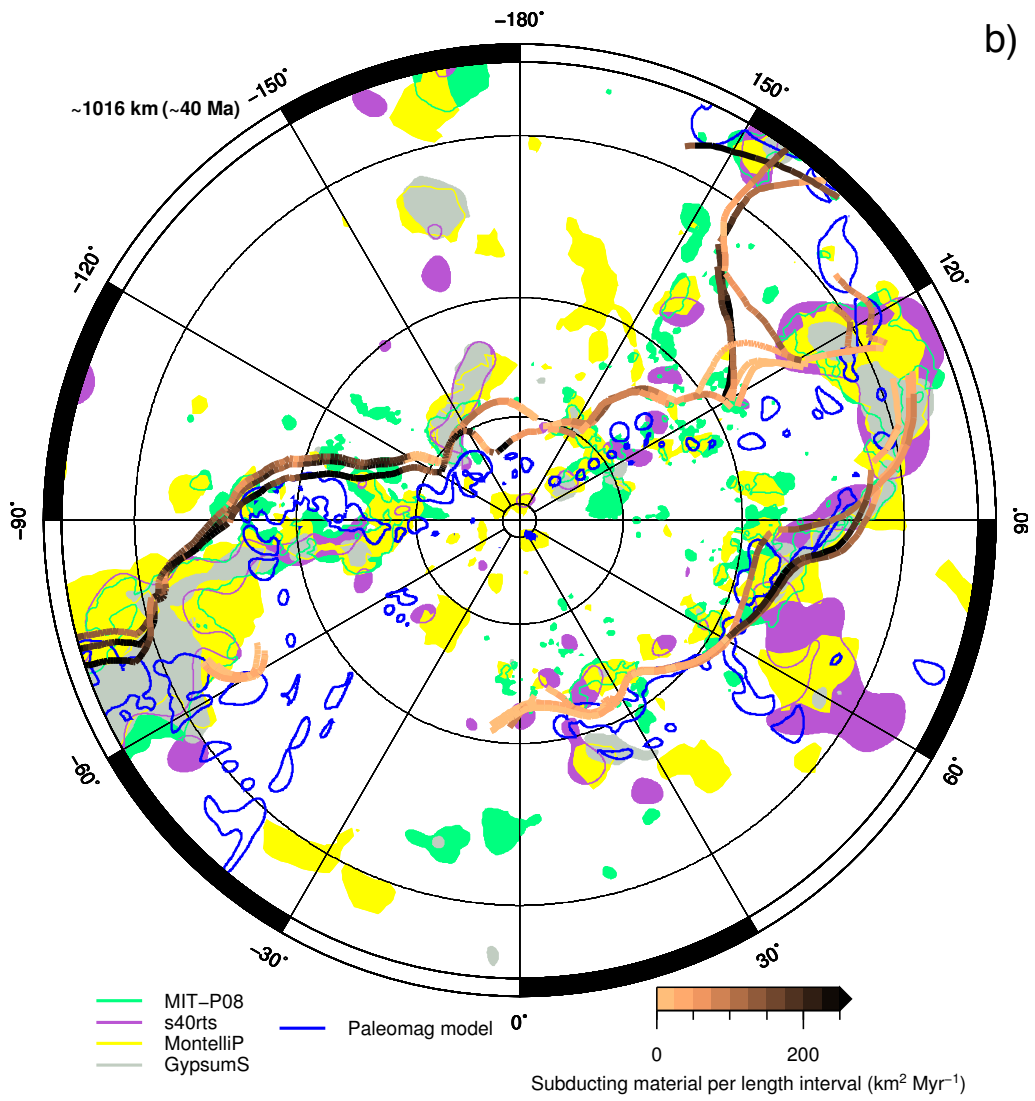 b)
−180°
−150°
150°
~1016 km (~40 Ma)
−120°
120°
−90°
90°
−60°
60°
−30°
30°
0°
MIT−P08
s40rts
MontelliP
GypsumS
Paleomag model
0
200
Subducting material per length interval (km² Myr⁻¹)